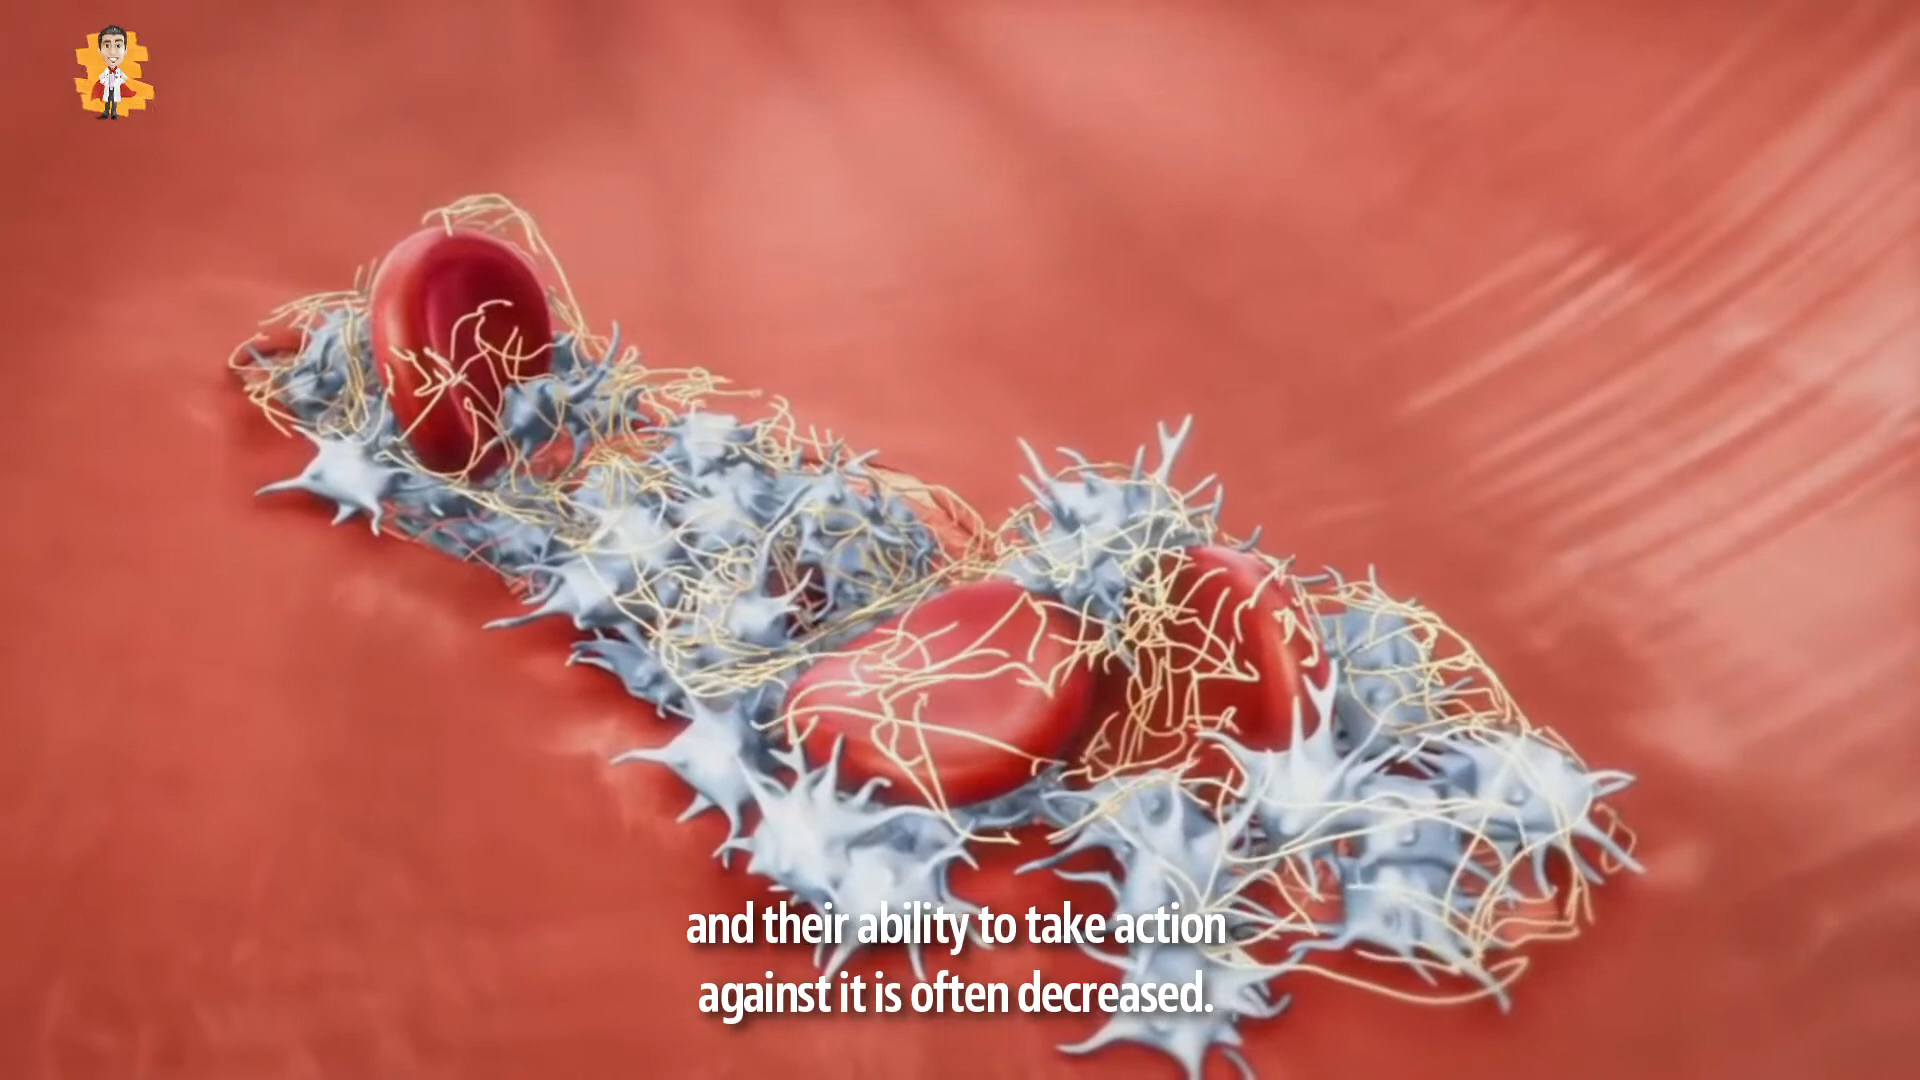 and their ability to take action
against it is often decreased.